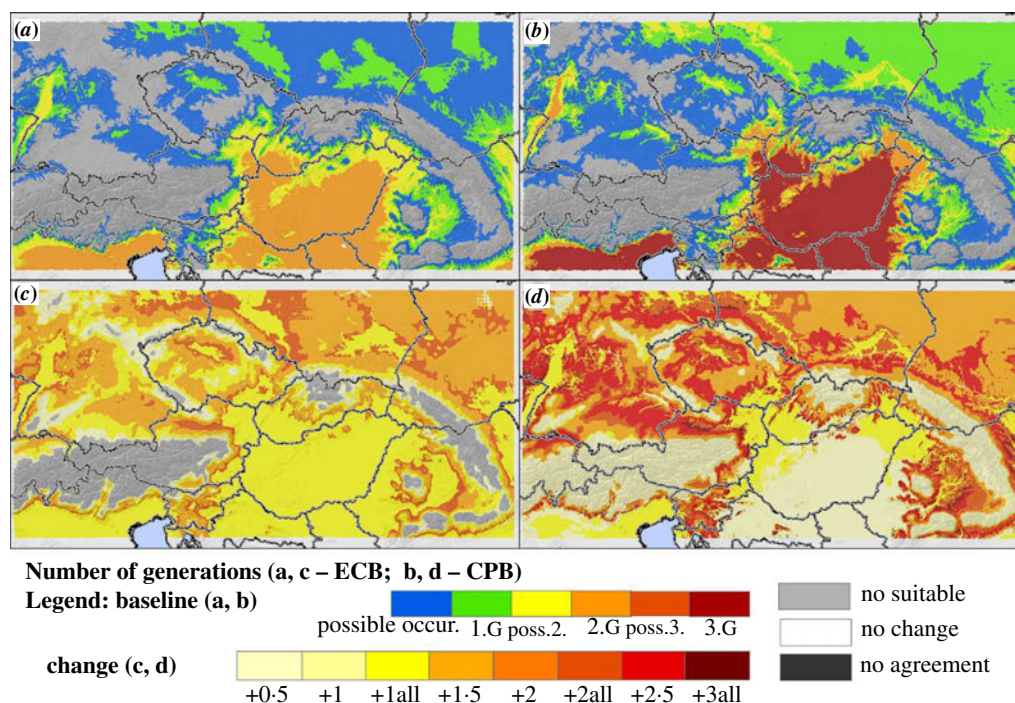 (a)
(b)
(c)
(d)
Number of generations (a, c – ECB; b, d – CPB)
Legend: baseline (a, b)
possible occur. 1.G poss.2. 2.G poss.3. 3.G
no suitable
no change
no agreement
change (c, d)
+0·5 +1 +1all +1·5 +2 +2all +2·5 +3all